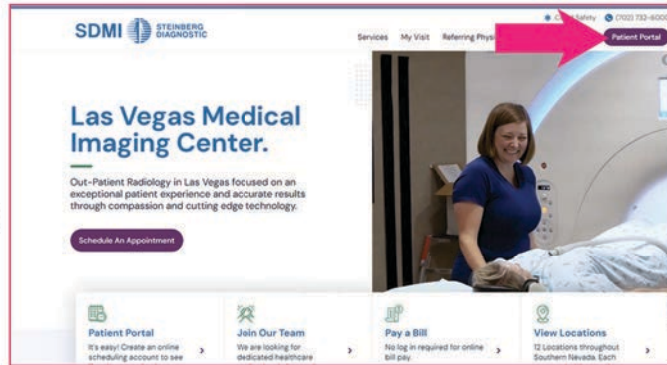 SDMI STEINBERG DIAGNOSTIC
Safety (702) 732-6000
Services My Visit Referring Physi Patient Portal
Las Vegas Medical
Imaging Center.
Out-Patient Radiology in Las Vegas focused on an
exceptional patient experience and accurate results
through compassion and cutting edge technology.
Schedule An Appointment
Patient Portal
It's easy! Create an online
scheduling account to see
Join Our Team
We are looking for
dedicated healthcare
Pay a Bill
No log in required for online
bill pay.
View Locations
12 Locations throughout
Southern Nevada. Each